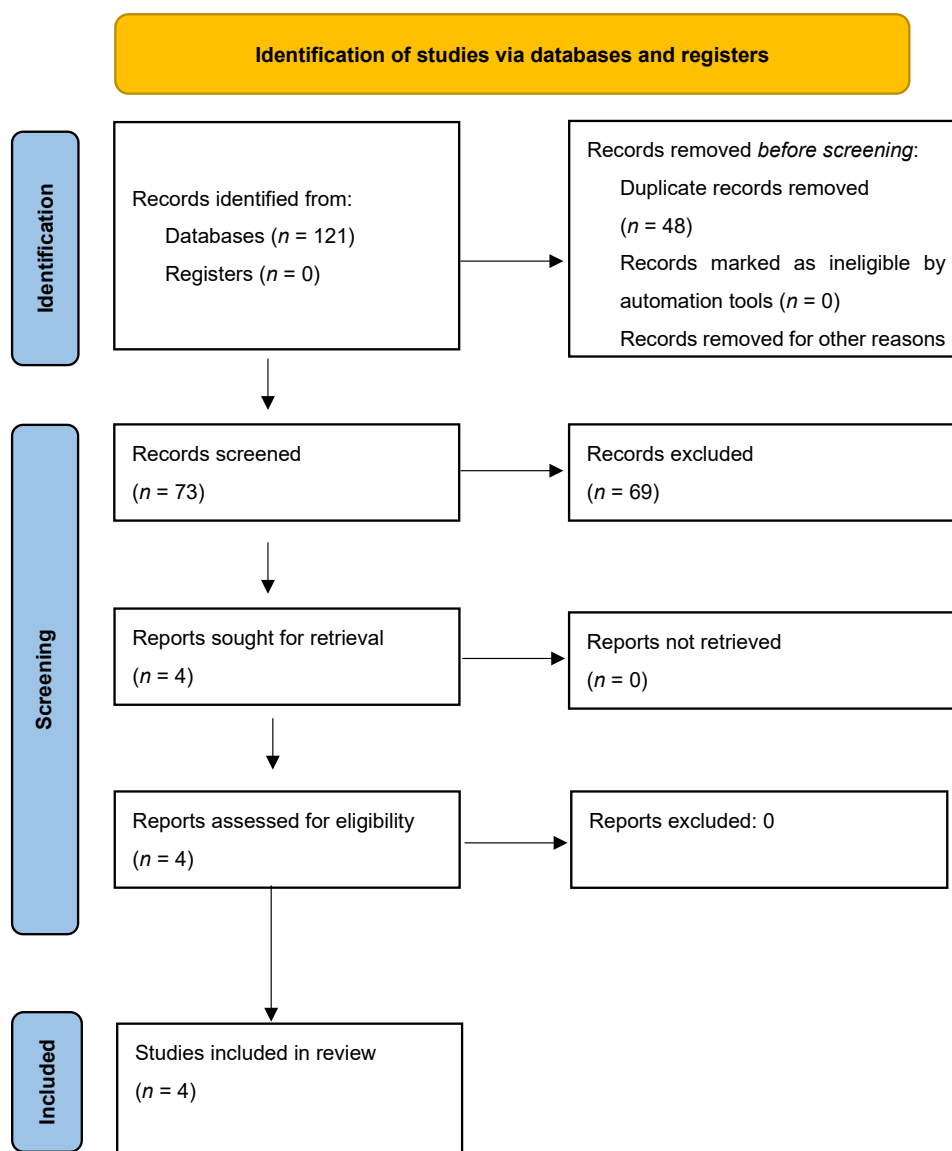 Identification of studies via databases and registers
Identification
Records identified from:
Databases (n = 121)
Registers (n = 0)
Records removed before screening:
Duplicate records removed
(n = 48)
Records marked as ineligible by
automation tools (n = 0)
Records removed for other reasons
Screening
Records screened
(n = 73)
Records excluded
(n = 69)
Reports sought for retrieval
(n = 4)
Reports not retrieved
(n = 0)
Reports assessed for eligibility
(n = 4)
Reports excluded: 0
Included
Studies included in review
(n = 4)